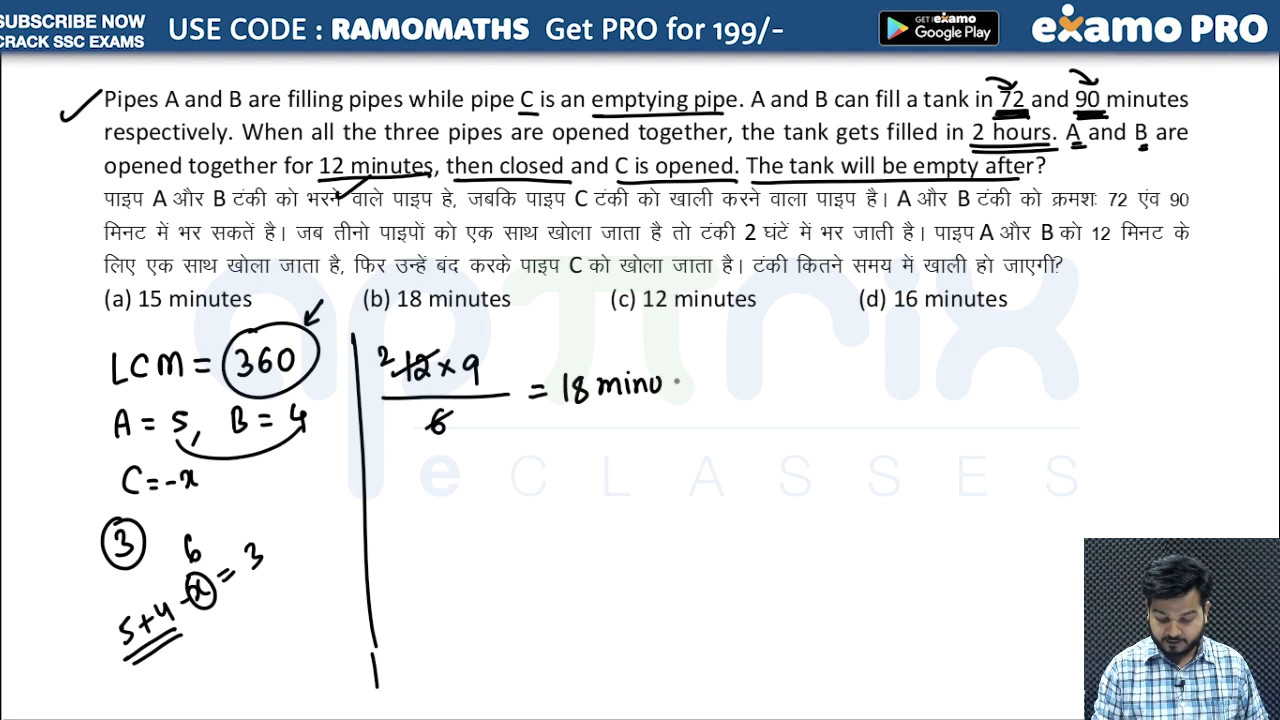 SUBSCRIBE NOW
CRACK SSC EXAMS
USE CODE : RAMOMATHS Get PRO for 199/-
GET IT ON examo
Google Play
examo PRO
Pipes A and B are filling pipes while pipe C is an emptying pipe. A and B can fill a tank in 72 and 90 minutes
respectively. When all the three pipes are opened together, the tank gets filled in 2 hours. A and B are
opened together for 12 minutes, then closed and C is opened. The tank will be empty after?
पाइप A और B टंकी को भरने वाले पाइप हे, जबकि पाइप C टंकी को खाली करने वाला पाइप है। A और B टंकी को क्रमशः 72 एंव 90
मिनट में भर सकतें है। जब तीनो पाइपों को एक साथ खोला जाता है तो टंकी 2 घंटें में भर जाती है। पाइप A और B को 12 मिनट के
लिए एक साथ खोला जाता है, फिर उन्हें बंद करके पाइप C को खोला जाता है। टंकी कितने समय में खाली हो जाएगी?
(a) 15 minutes (b) 18 minutes (c) 12 minutes (d) 16 minutes
LCM = 360
A = 5, B = 4
C = -x
3
6
5+4-x = 3
2 12 × 9
6
= 18 minu
apπrix
e CLASSES